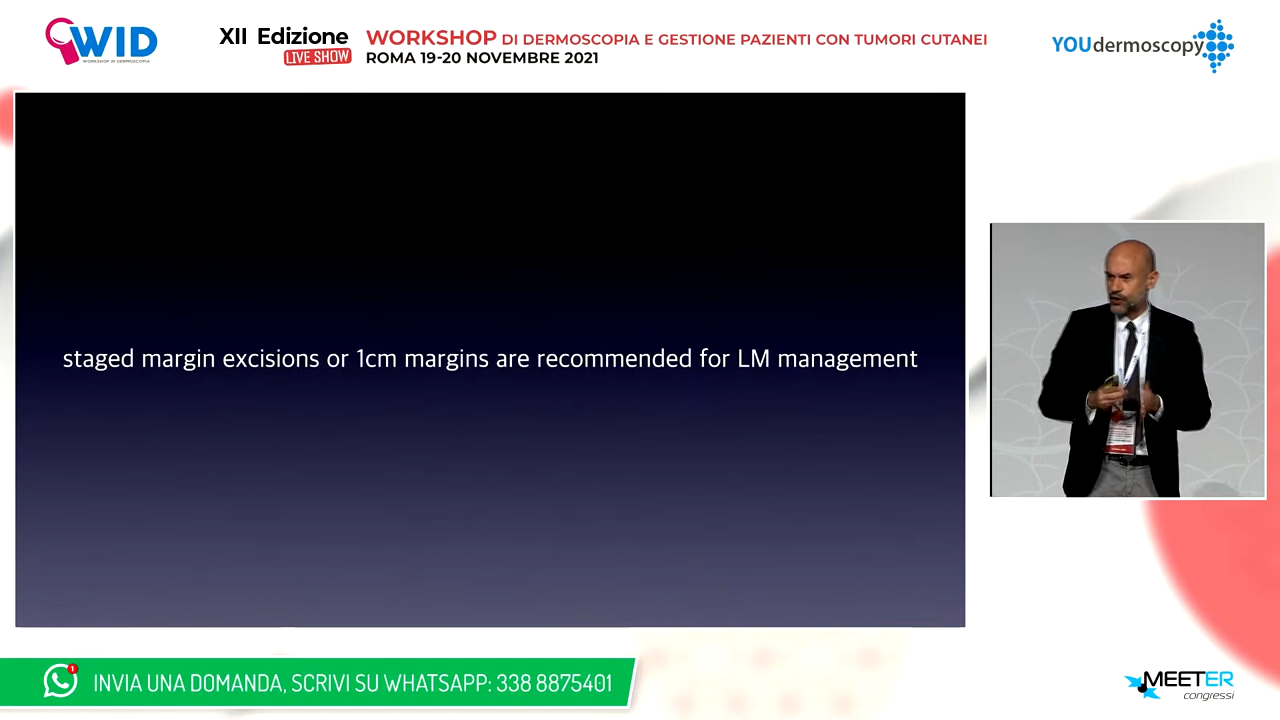 WID
WORKSHOP IN DERMOSCOPIA
XII Edizione
LIVE SHOW
WORKSHOP DI DERMOSCOPIA E GESTIONE PAZIENTI CON TUMORI CUTANEI
ROMA 19-20 NOVEMBRE 2021
YOUdermoscopy
staged margin excisions or 1cm margins are recommended for LM management
1
INVIA UNA DOMANDA, SCRIVI SU WHATSAPP: 338 8875401
MEETER
congressi